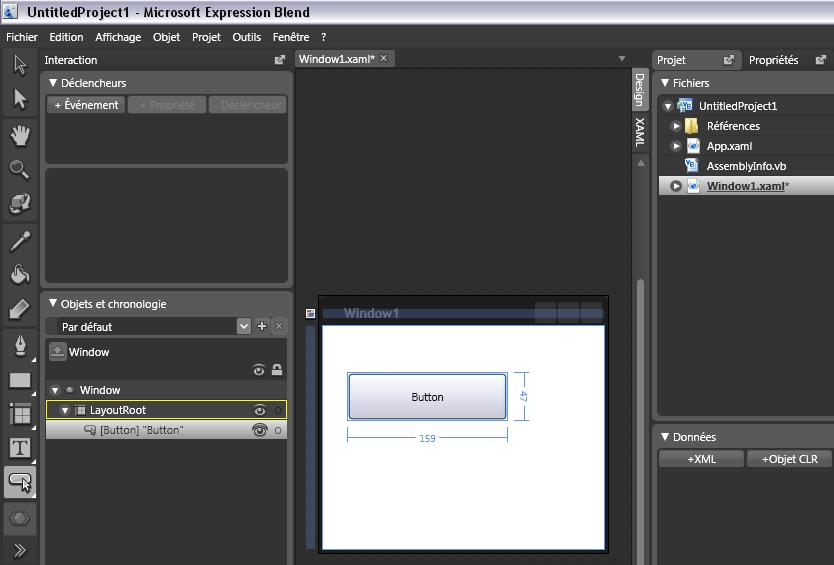 UntitledProject1 - Microsoft Expression Blend
Fichier Edition Affichage Objet Projet Outils Fenêtre ?
Interaction
Déclencheurs
+ Événement + Propriété - Déclencheur
Objets et chronologie
Par défaut
Window
Window
LayoutRoot
[Button] "Button"
Window1.xaml* ×
Design
XAML
Window1
Button
47
159
Projet Propriétés
Fichiers
UntitledProject1
Références
App.xaml
AssemblyInfo.vb
Window1.xaml*
Données
+XML +Objet CLR